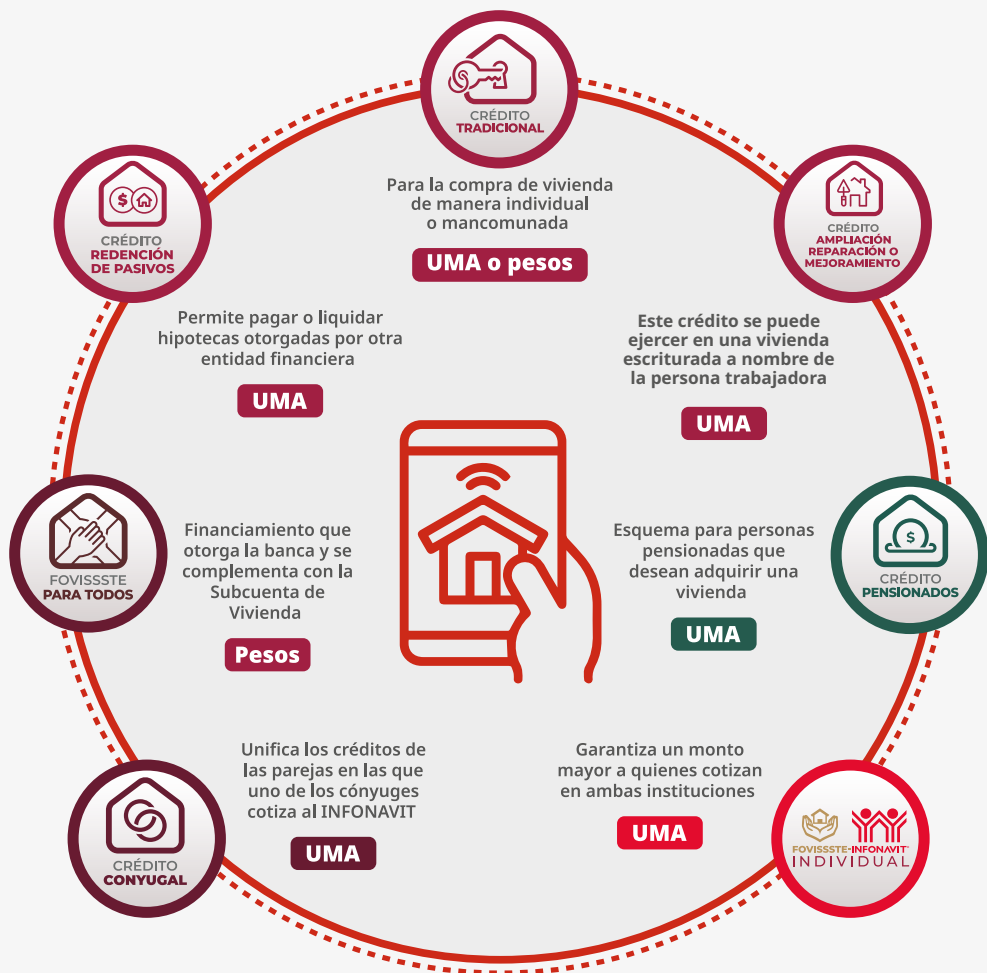 CRÉDITO
TRADICIONAL
Para la compra de vivienda
de manera individual
o mancomunada
UMA o pesos
$
CRÉDITO
REDENCIÓN
DE PASIVOS
Permite pagar o liquidar
hipotecas otorgadas por otra
entidad financiera
UMA
CRÉDITO
AMPLIACIÓN
REPARACIÓN O
MEJORAMIENTO
Este crédito se puede
ejercer en una vivienda
escriturada a nombre de
la persona trabajadora
UMA
FOVISSSTE
PARA TODOS
Financiamiento que
otorga la banca y se
complementa con la
Subcuenta de
Vivienda
Pesos
Esquema para personas
pensionadas que
desean adquirir una
vivienda
UMA
$
CRÉDITO
PENSIONADOS
CRÉDITO
CONYUGAL
Unifica los créditos de
las parejas en las que
uno de los cónyuges
cotiza al INFONAVIT
UMA
Garantiza un monto
mayor a quienes cotizan
en ambas instituciones
UMA
FOVISSSTE-INFONAVIT
INDIVIDUAL